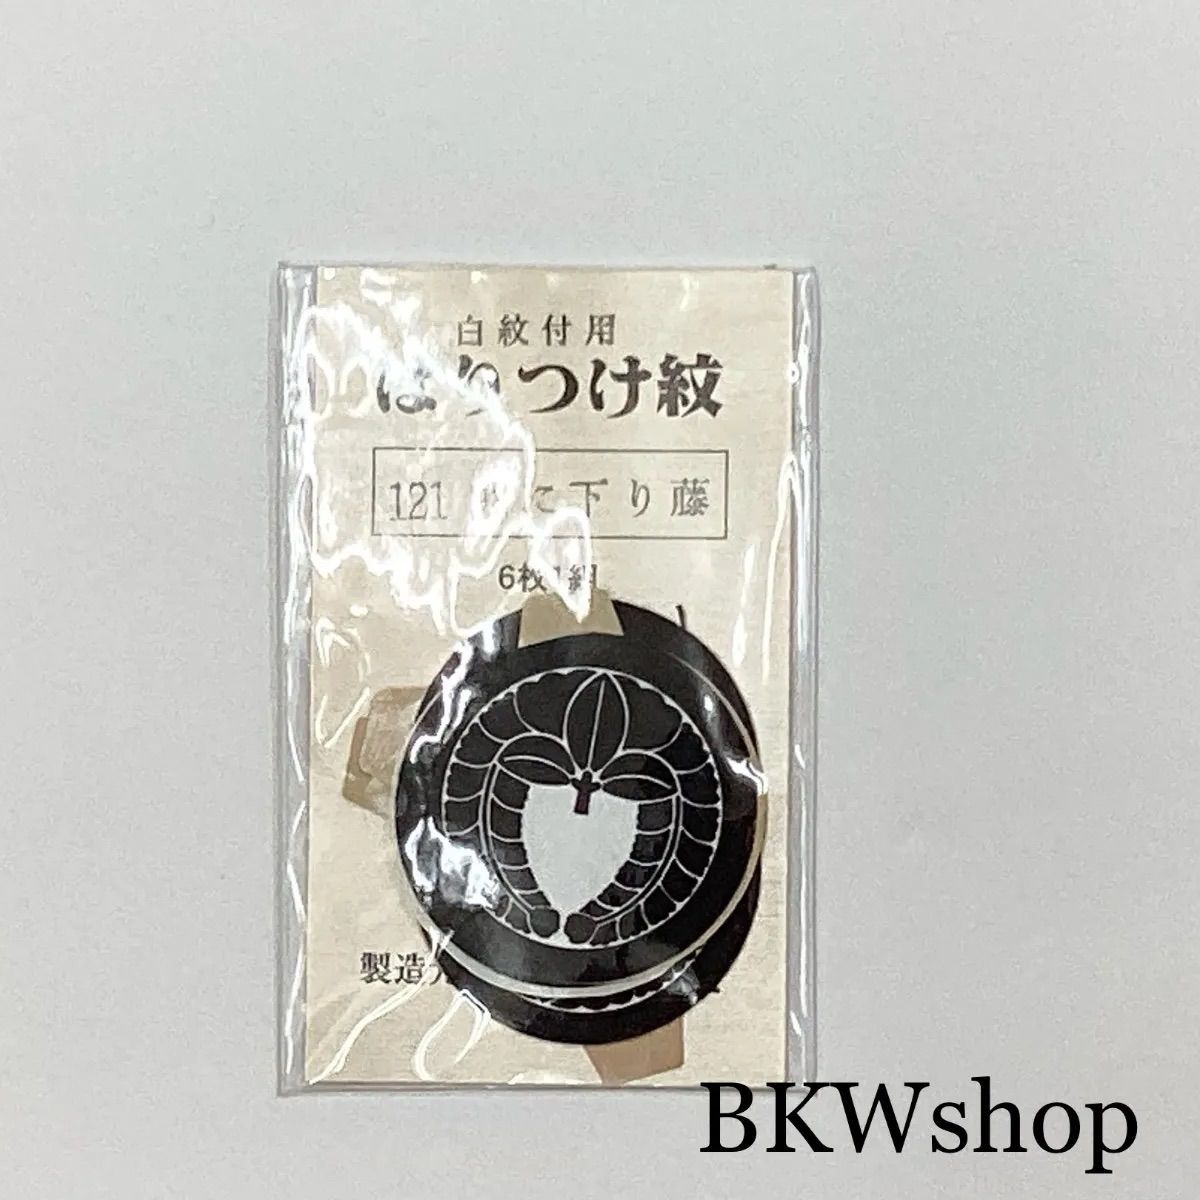 白紋付用
はりつけ紋
121 に下り藤
6枚1組
製造
BKWshop